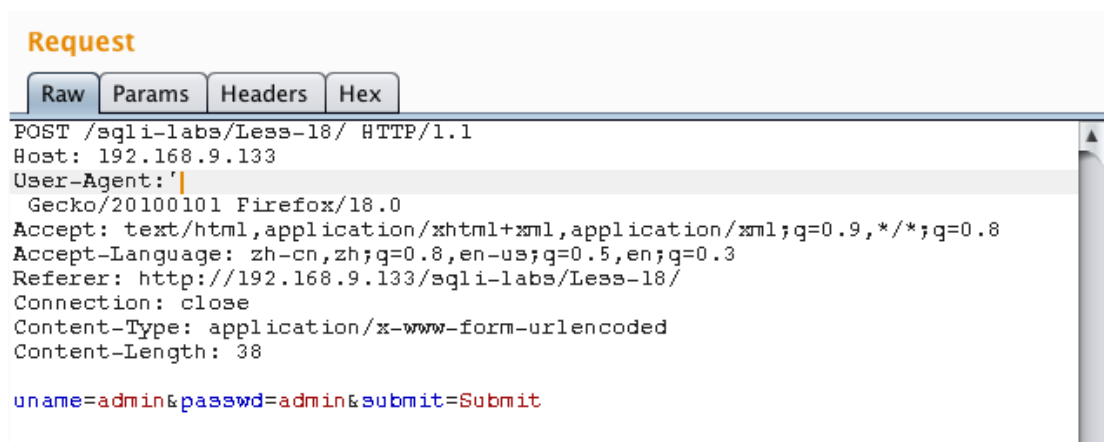 Request
Raw Params Headers Hex
POST /sqli-labs/Less-18/ HTTP/1.1
Host: 192.168.9.133
User-Agent:'
Gecko/20100101 Firefox/18.0
Accept: text/html,application/xhtml+xml,application/xml;q=0.9,*/*;q=0.8
Accept-Language: zh-cn,zh;q=0.8,en-us;q=0.5,en;q=0.3
Referer: http://192.168.9.133/sqli-labs/Less-18/
Connection: close
Content-Type: application/x-www-form-urlencoded
Content-Length: 38
uname=admin&passwd=admin&submit=Submit